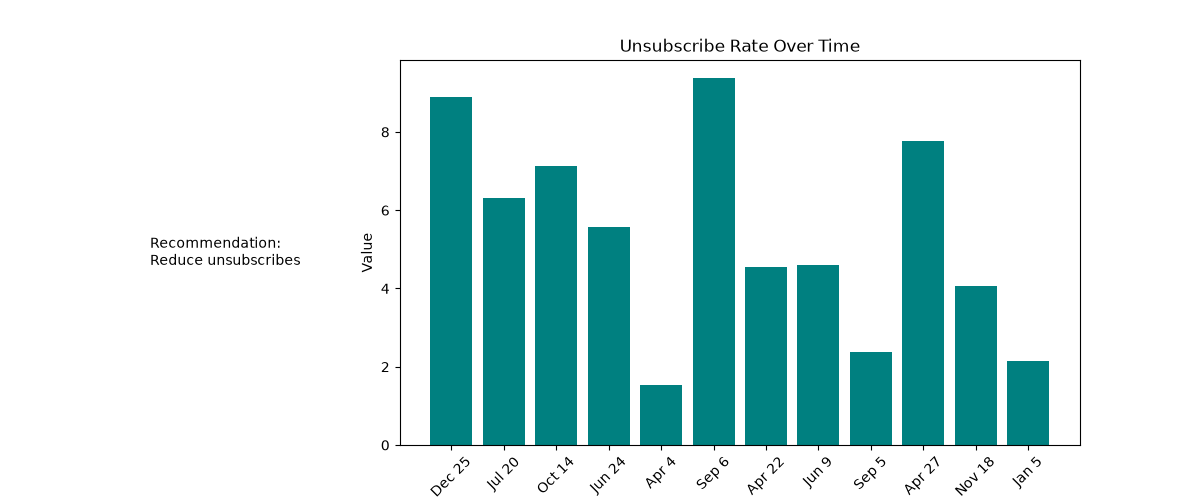 Unsubscribe Rate Over Time
Recommendation:
Reduce unsubscribes
Value
8
6
4
2
0
Dec 25
Jul 20
Oct 14
Jun 24
Apr 4
Sep 6
Apr 22
Jun 9
Sep 5
Apr 27
Nov 18
Jan 5